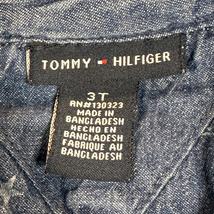 TOMMY HILFIGER
3T
RN#130323
MADE IN
BANGLADESH
HECHO EN
BANGLADESH
FABRIQUE AU
BANGLADESH